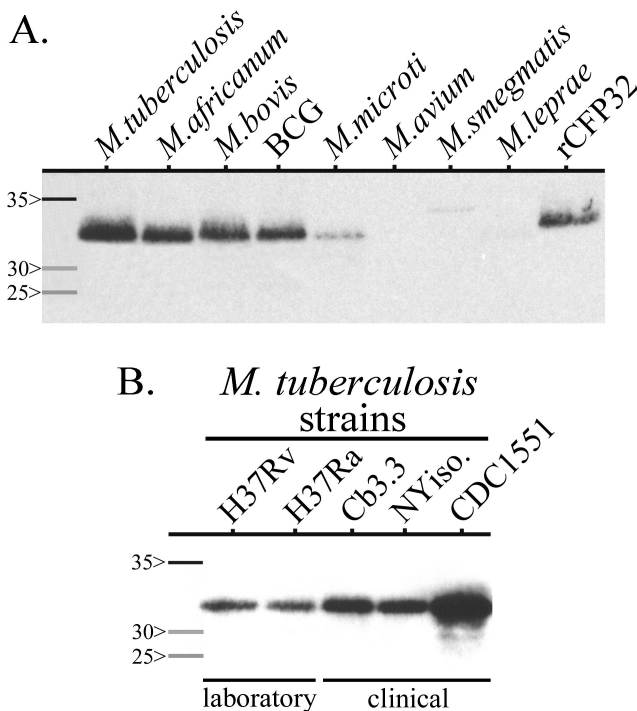 A.
M.tuberculosis
M.africanum
M.bovis
BCG
M.microti
M.avium
M.smegmatis
M.leprae
rCFP32
35>
30>
25>
B.
M. tuberculosis
strains
H37Rv
H37Ra
Cb3.3
NYiso.
CDC1551
35>
30>
25>
laboratory
clinical